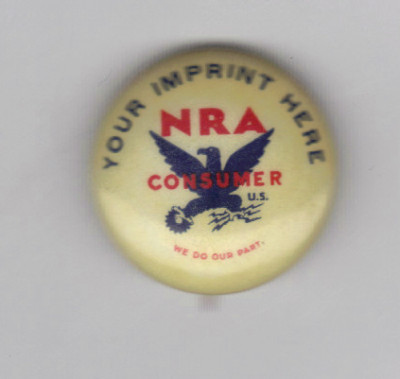 YOUR IMPRINT HERE
NRA
CONSUMER
U.S.
WE DO OUR PART.